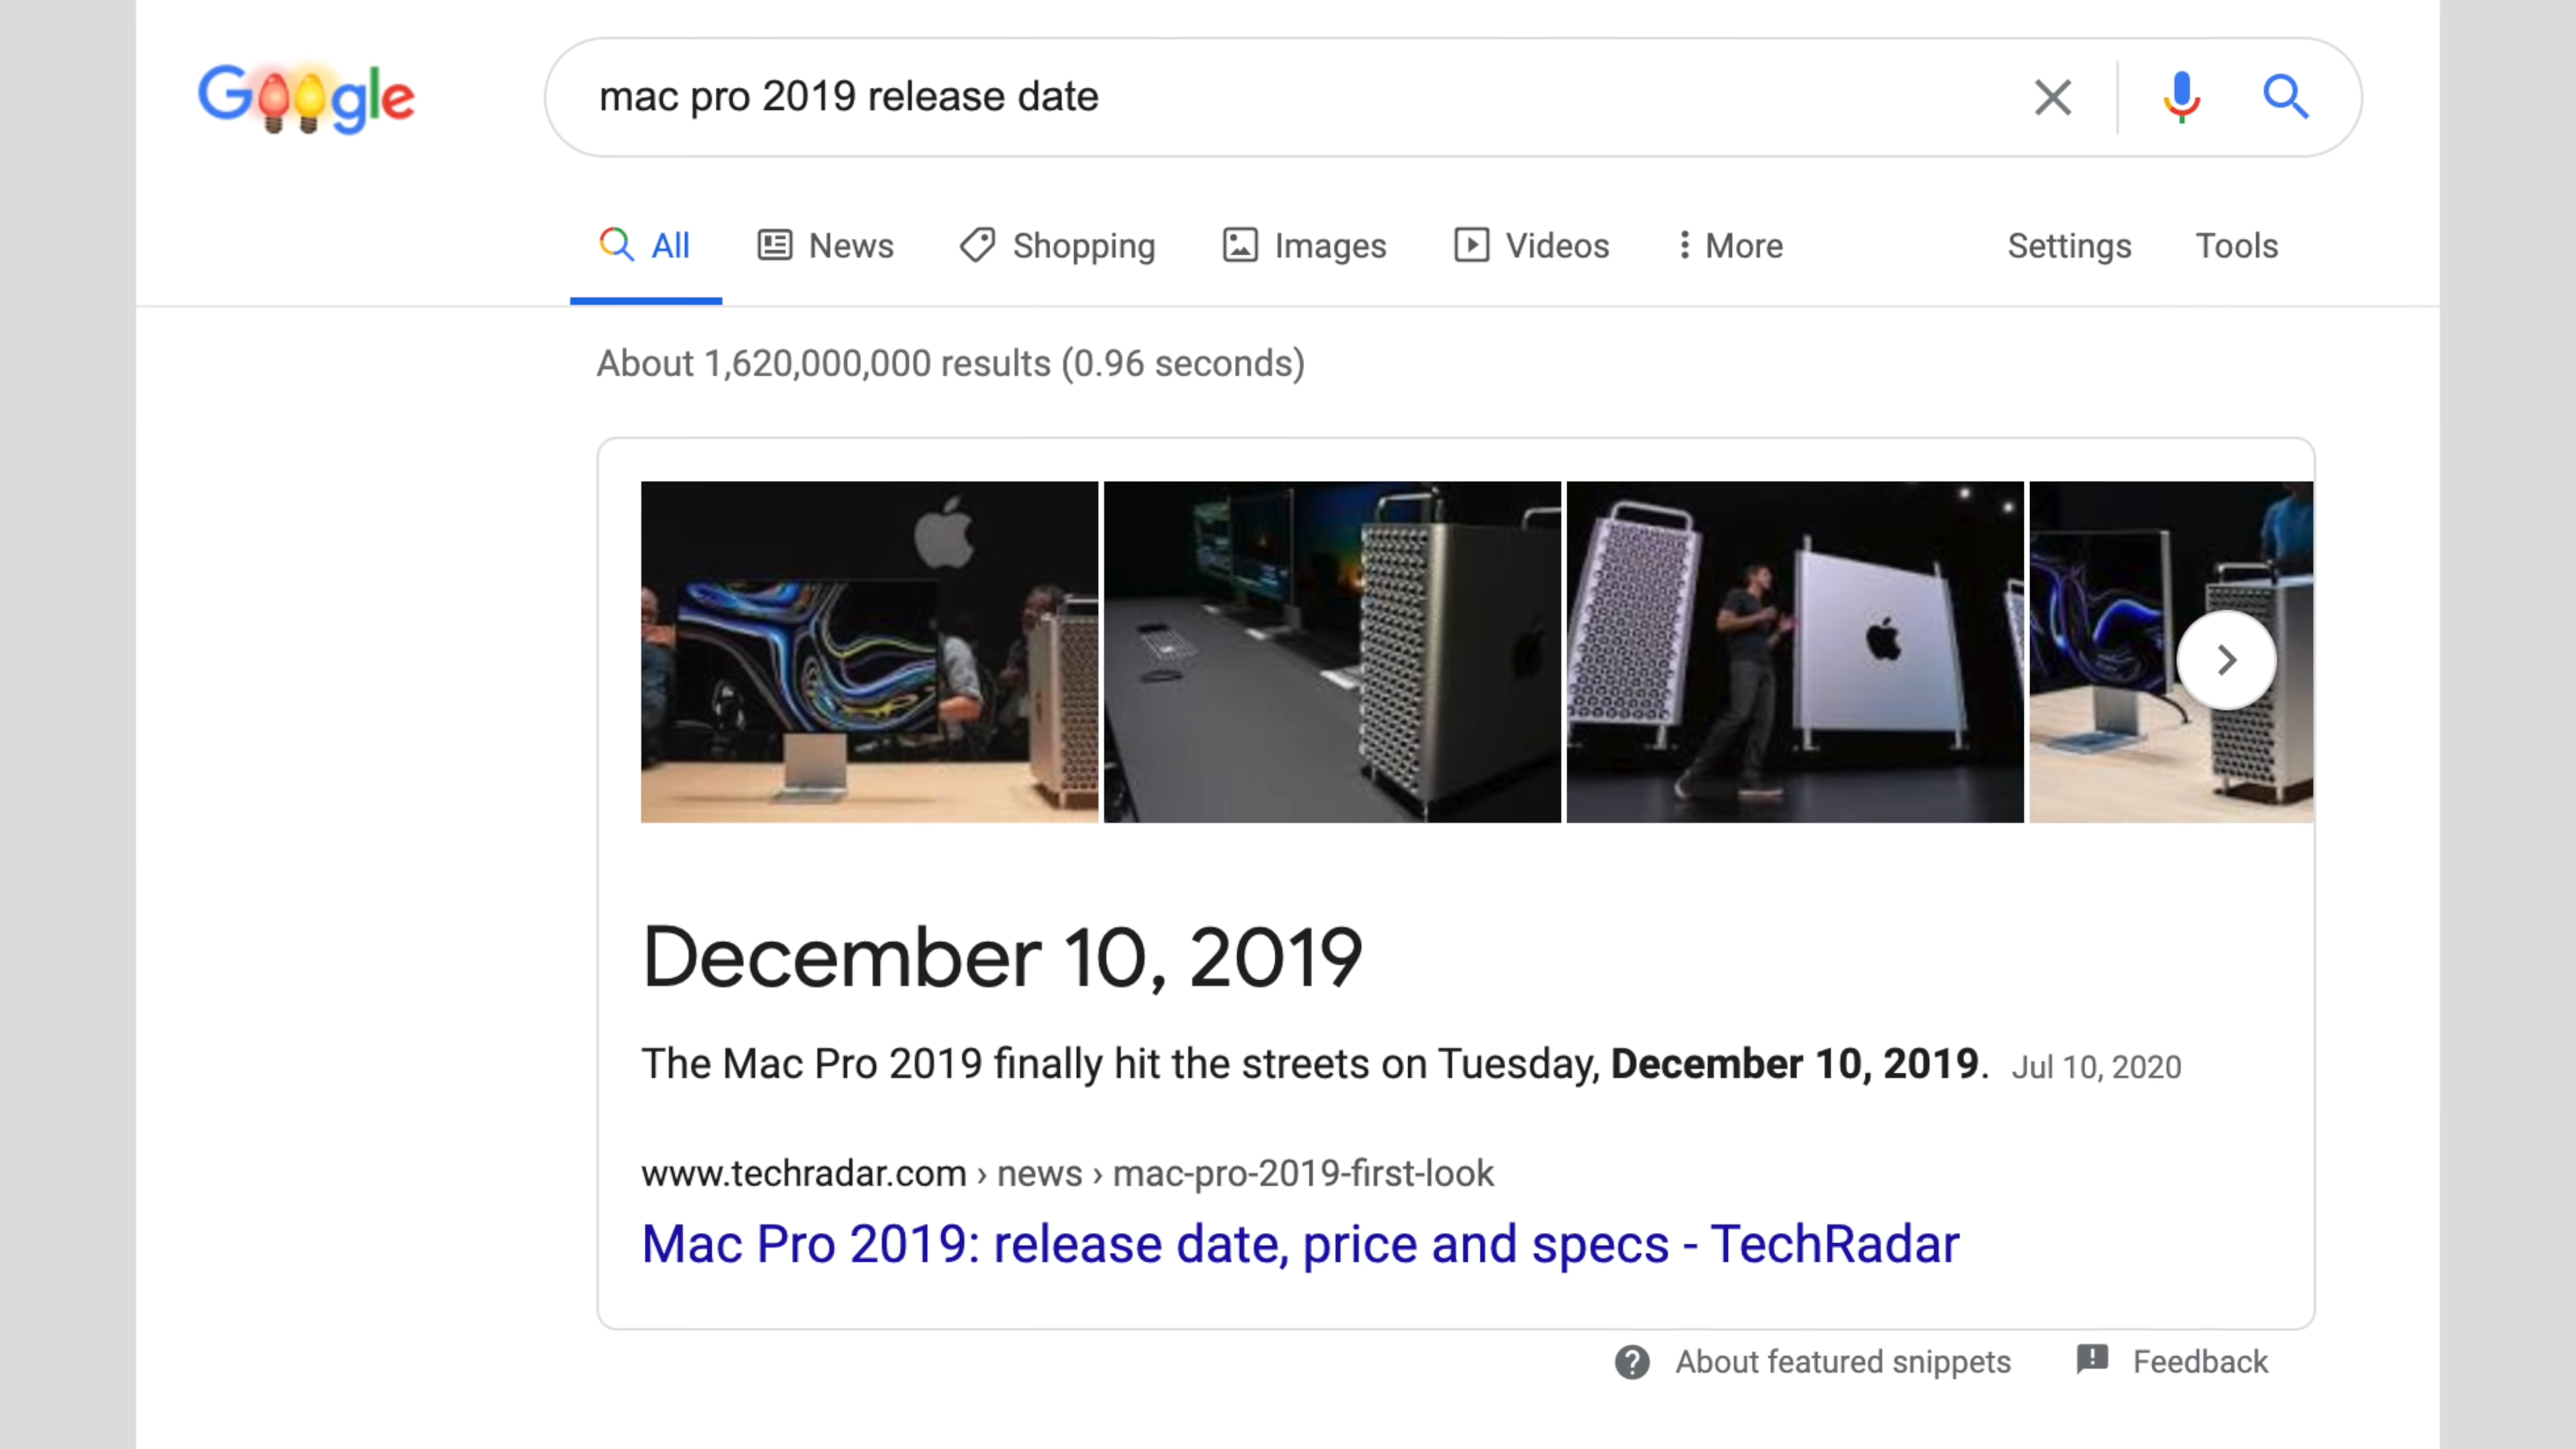 Google
mac pro 2019 release date
All News Shopping Images Videos More Settings Tools
About 1,620,000,000 results (0.96 seconds)
December 10, 2019
The Mac Pro 2019 finally hit the streets on Tuesday, December 10, 2019. Jul 10, 2020
www.techradar.com › news › mac-pro-2019-first-look
Mac Pro 2019: release date, price and specs - TechRadar
About featured snippets Feedback